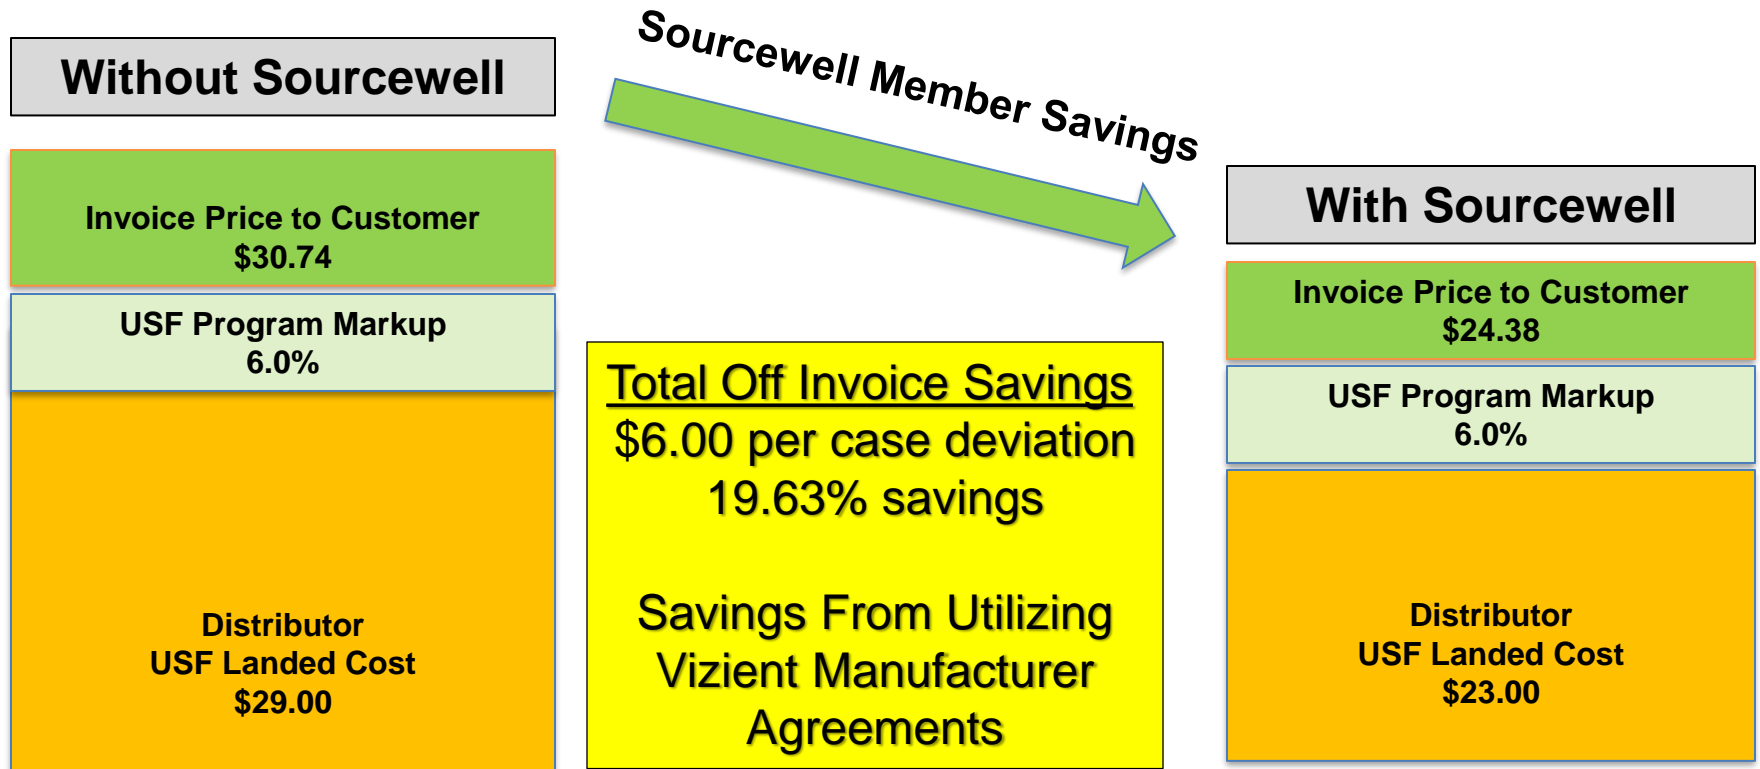 Without Sourcewell
Invoice Price to Customer
$30.74
USF Program Markup
6.0%
Distributor
USF Landed Cost
$29.00
Sourcewell Member Savings
Total Off Invoice Savings
$6.00 per case deviation
19.63% savings
Savings From Utilizing
Vizient Manufacturer
Agreements
With Sourcewell
Invoice Price to Customer
$24.38
USF Program Markup
6.0%
Distributor
USF Landed Cost
$23.00